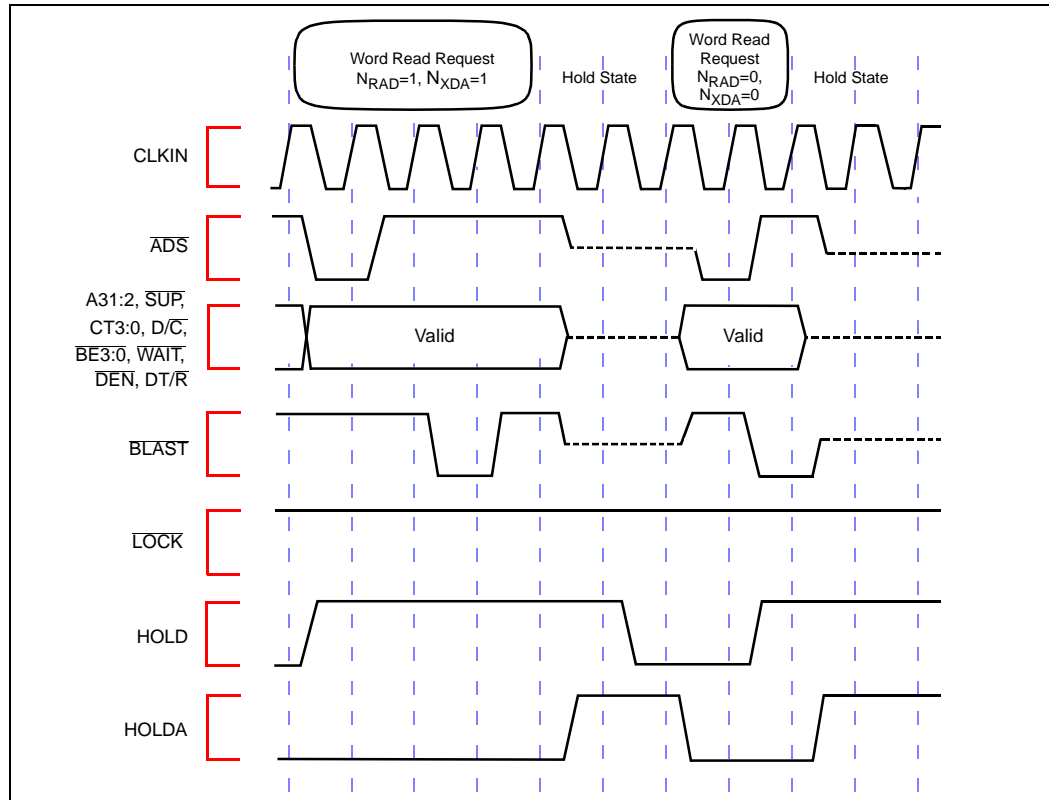 Word Read Request
NRAD=1, NXDA=1
Hold State
Word Read
Request
NRAD=0,
NXDA=0
Hold State
CLKIN
ADS
A31:2, SUP,
CT3:0, D/C,
BE3:0, WAIT,
DEN, DT/R
Valid
Valid
BLAST
LOCK
HOLD
HOLDA